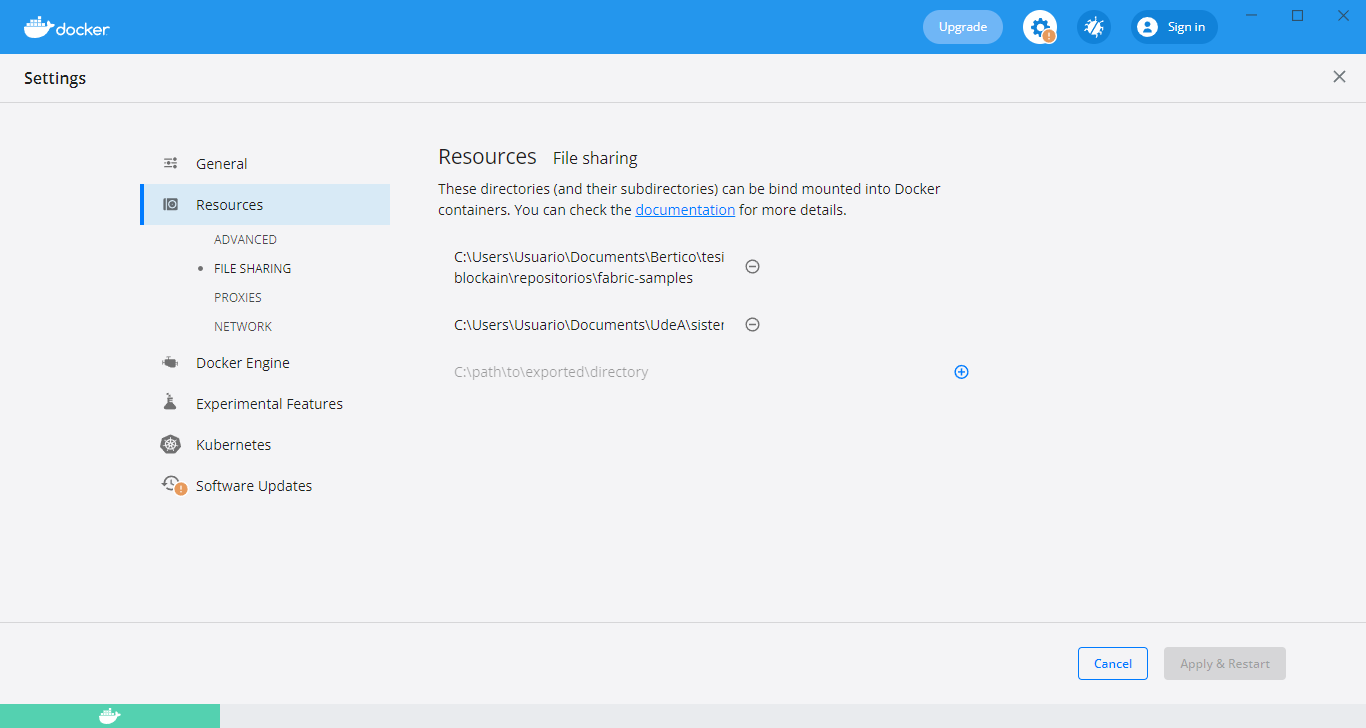 docker
Upgrade
Sign in
Settings
General
Resources
ADVANCED
FILE SHARING
PROXIES
NETWORK
Docker Engine
Experimental Features
Kubernetes
Software Updates
Resources File sharing
These directories (and their subdirectories) can be bind mounted into Docker
containers. You can check the documentation for more details.
C:\Users\Usuario\Documents\Bertico\tesi
blockain\repositorios\fabric-samples
C:\Users\Usuario\Documents\UdeA\sister
C:\path\to\exported\directory
Cancel
Apply & Restart